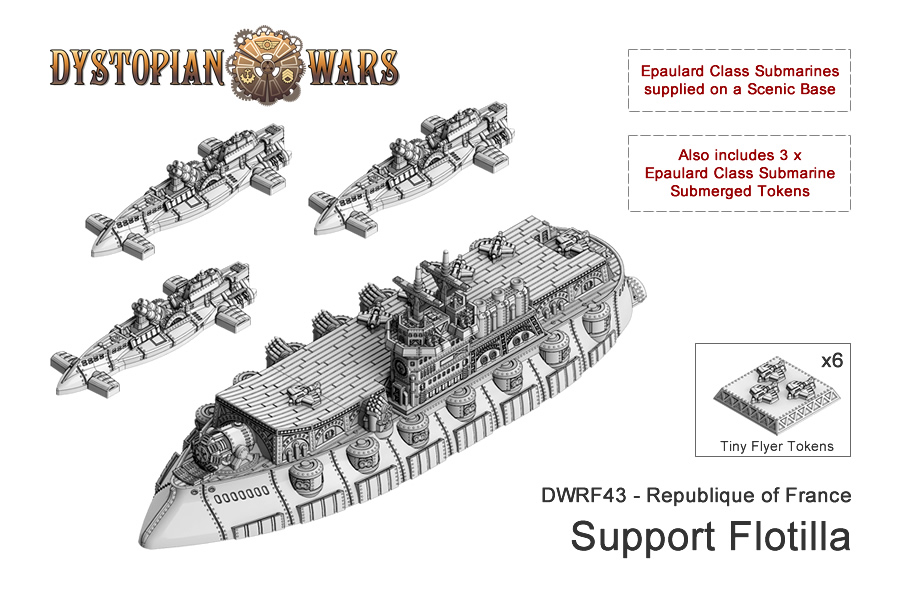 DYSTOPIAN WARS
Epaulard Class Submarines
supplied on a Scenic Base
Also includes 3 x
Epaulard Class Submarine
Submerged Tokens
x6
Tiny Flyer Tokens
DWRF43 - Republique of France
Support Flotilla